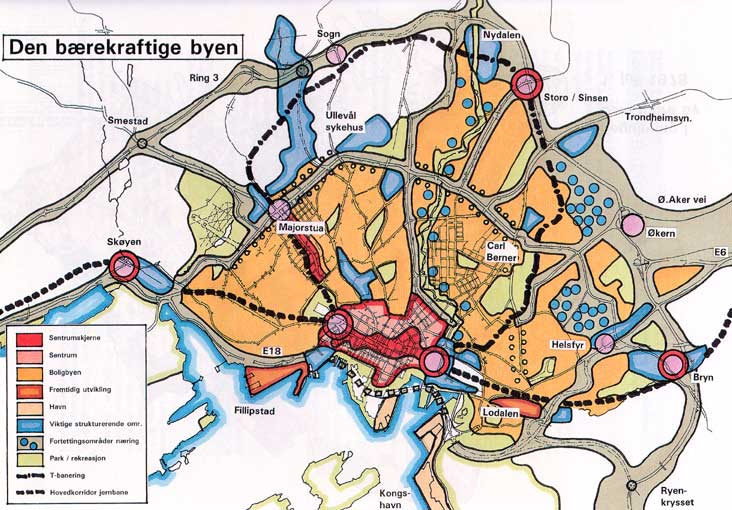 Den bærekraftige byen
Sogn
Nydalen
Ring 3
Storo / Sinsen
Smestad
Ullevål
sykehus
Trondheimsvn.
Ø.Aker vei
Majorstua
Økern
Skøyen
Carl
Berner
E6
E18
Helsfyr
Bryn
Fillipstad
Lodalen
Kongs-
havn
Ryen-
krysset
Sentrumskjerne
Sentrum
Boligbyen
Fremtidig utvikling
Havn
Viktige strukturerende omr.
Fortettingsområder næring
Park / rekreasjon
T-banering
Hovedkorridor jernbane